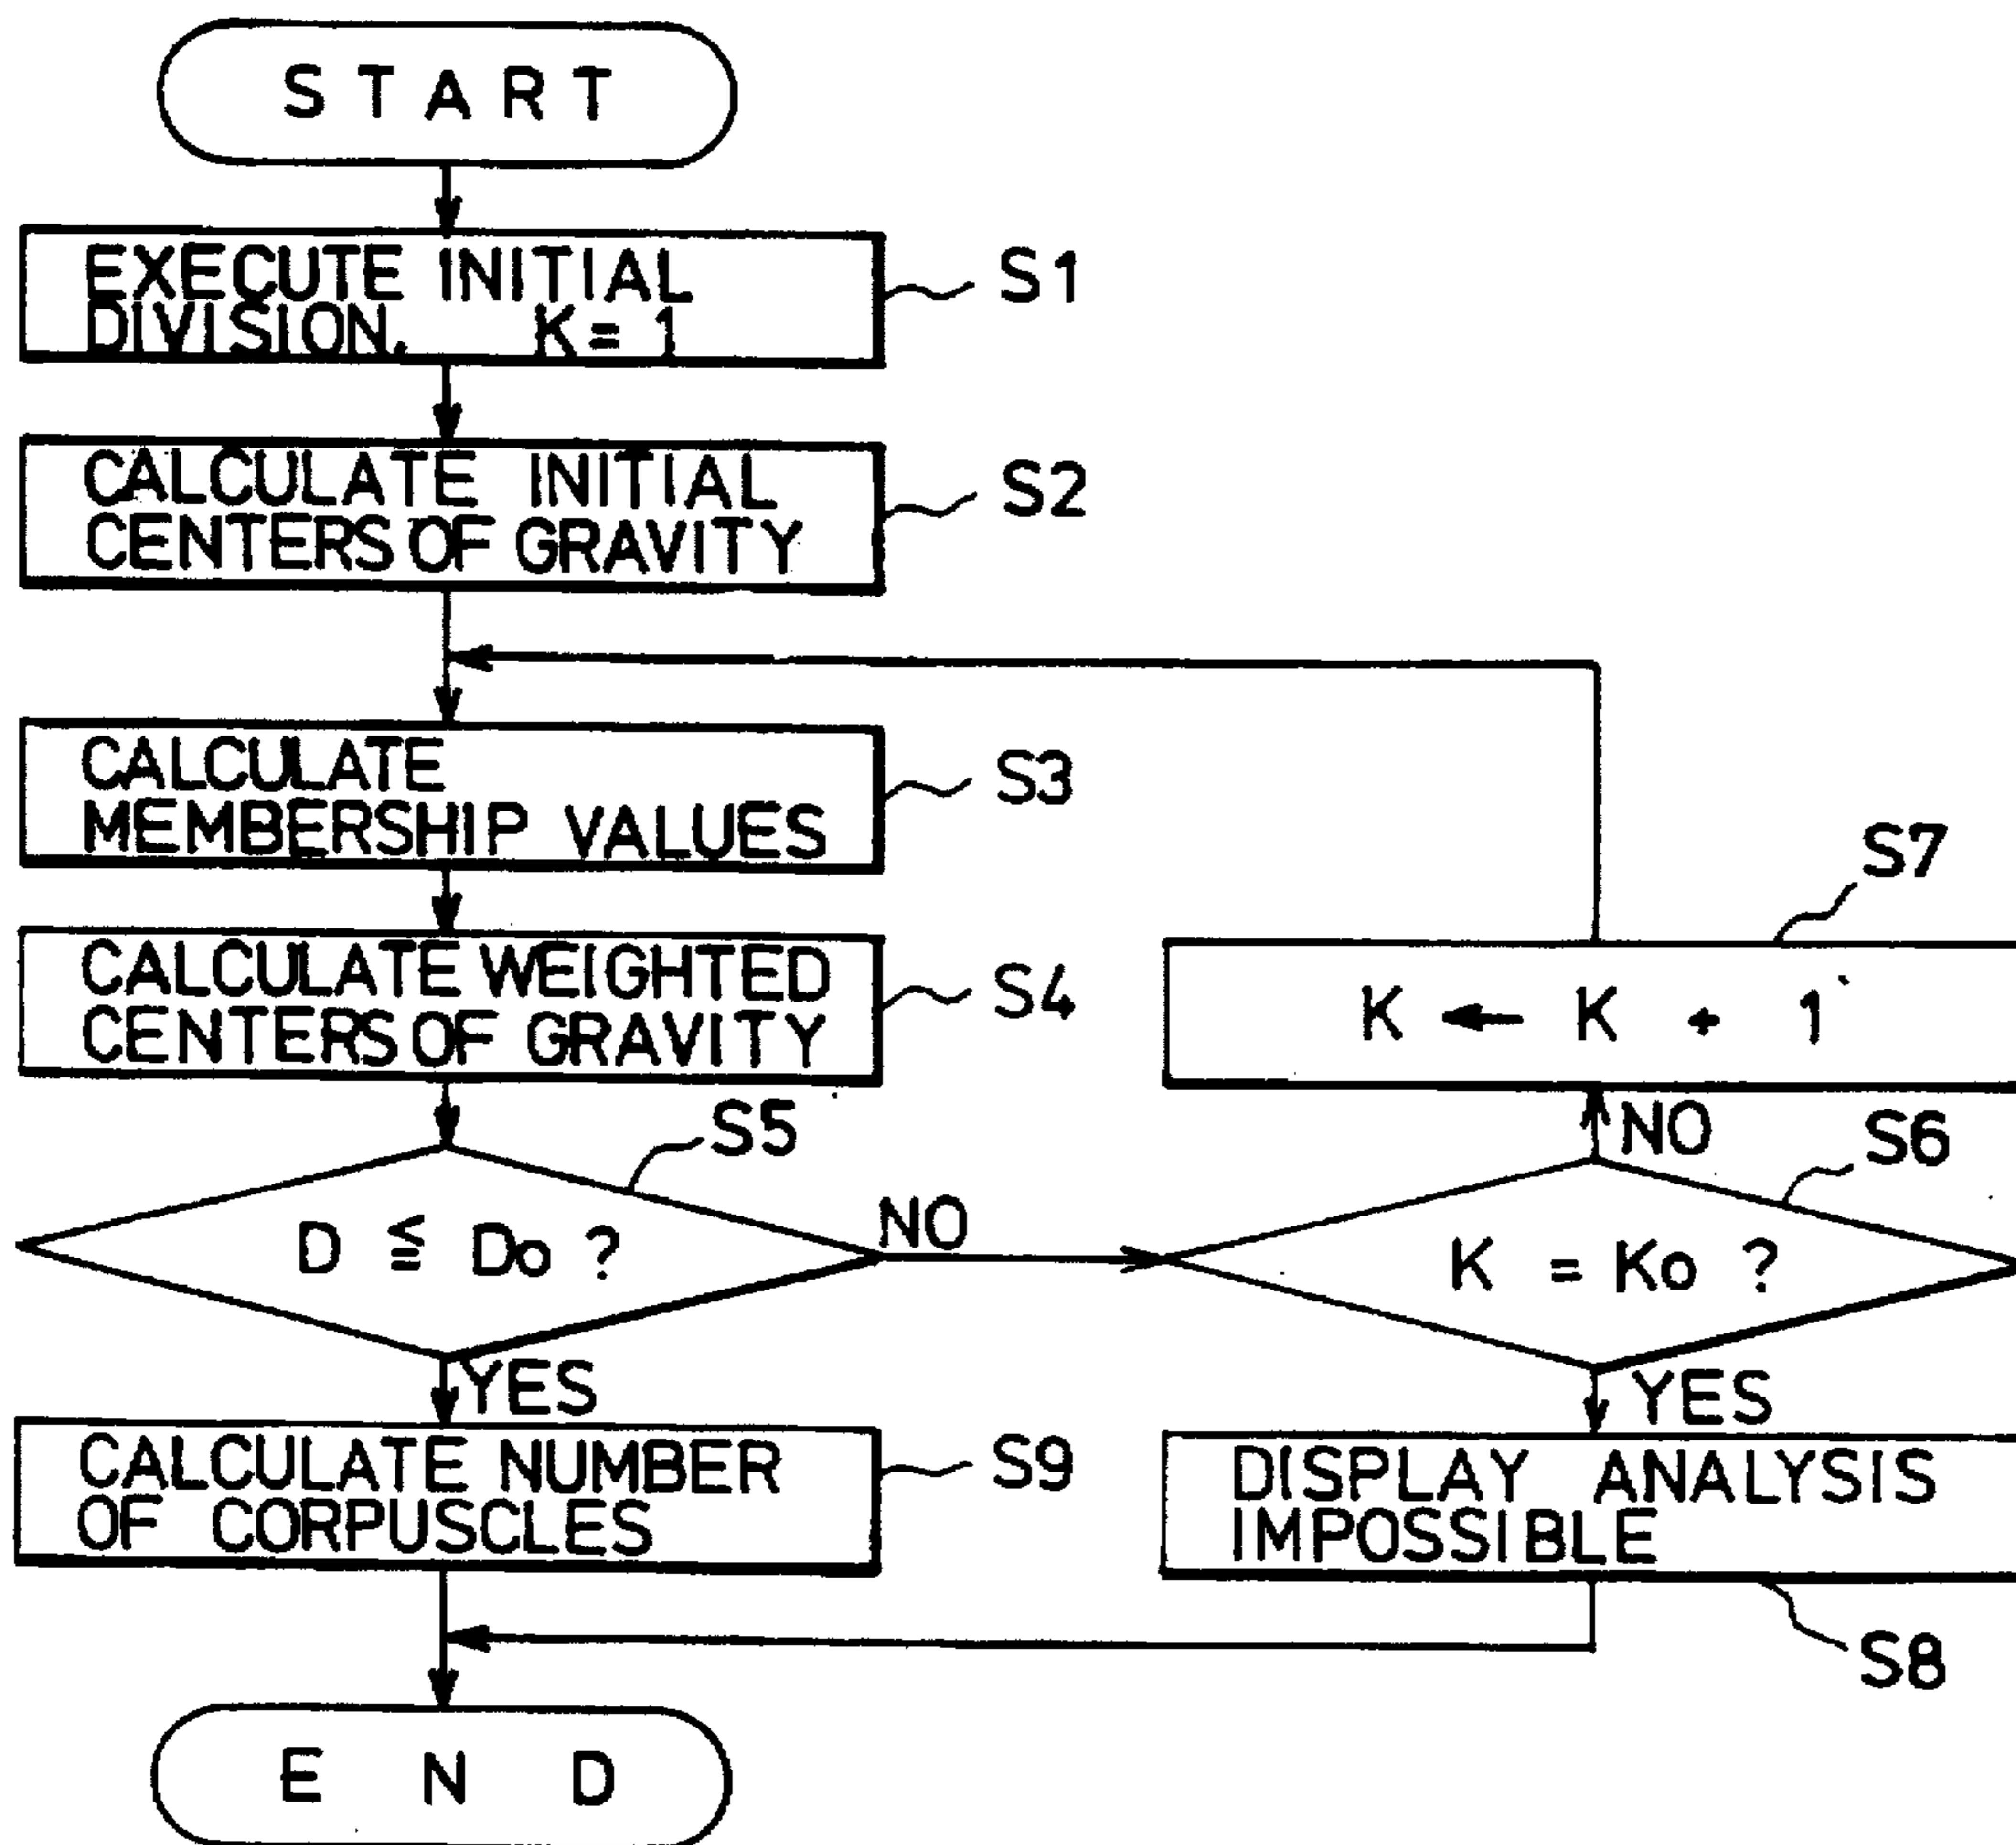 START
EXECUTE INITIAL
DIVISION. K = 1
S1
CALCULATE INITIAL
CENTERS OF GRAVITY
S2
CALCULATE
MEMBERSHIP VALUES
S3
CALCULATE WEIGHTED
CENTERS OF GRAVITY
S4
S7
K ← K + 1
NO
S5
D ≦ Do ?
NO
S6
K = Ko ?
YES
YES
CALCULATE NUMBER
OF CORPUSCLES
S9
DISPLAY ANALYSIS
IMPOSSIBLE
S8
END